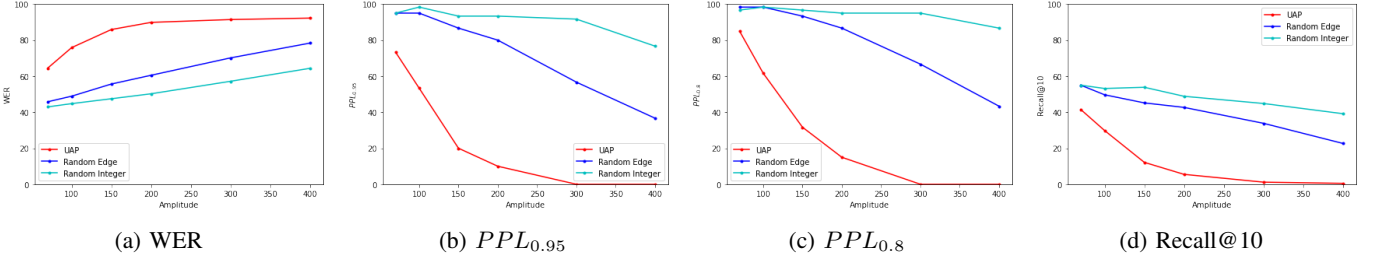 WER
100
80
60
40
20
0
UAP
Random Edge
Random Integer
100 150 200 250 300 350 400
Amplitude
(a) WER
PPL₀.₉₅
100
80
60
40
20
0
UAP
Random Edge
Random Integer
100 150 200 250 300 350 400
Amplitude
(b) PPL₀.₉₅
PPL₀.₈
100
80
60
40
20
0
UAP
Random Edge
Random Integer
100 150 200 250 300 350 400
Amplitude
(c) PPL₀.₈
Recall@10
100
80
60
40
20
0
UAP
Random Edge
Random Integer
100 150 200 250 300 350 400
Amplitude
(d) Recall@10